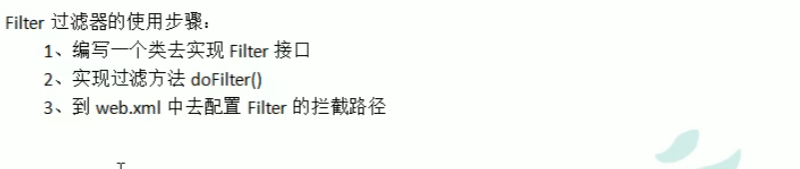 Filter 过滤器的使用步骤：
1、编写一个类去实现 Filter 接口
2、实现过滤方法 doFilter()
3、到 web.xml 中去配置 Filter 的拦截路径